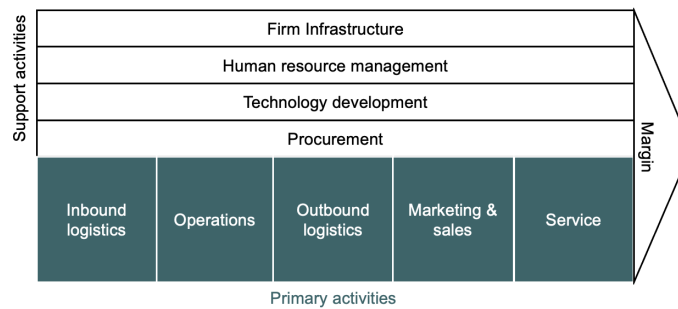 Support activities
Firm Infrastructure
Human resource management
Technology development
Procurement
Margin
Inbound
logistics
Operations
Outbound
logistics
Marketing &
sales
Service
Primary activities